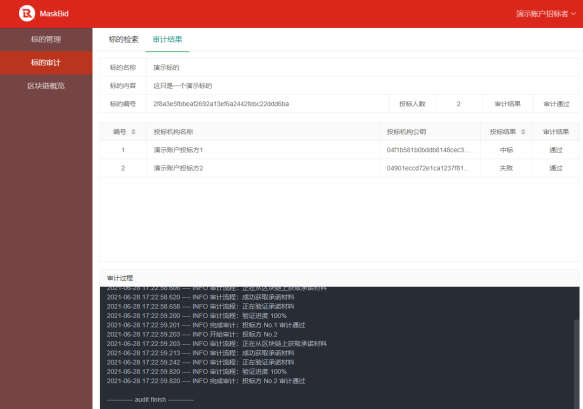 MaskBid
演示账户招标者
标的管理
标的审计
区块链概览
标的检索 审计结果
标的名称 演示标的
标的内容 这只是一个演示标的
标的编号 2f8a3e5fbbeaf2692a13ef6a2442febc22ddd6ba 投标人数 2 审计结果 审计通过
编号 投标机构名称 投标机构公钥 投标结果 审计结果
1 演示账户投标方1 04f1b581b0bddb8148cec3... 中标 通过
2 演示账户投标方2 04901eccd72e1ca1237f81... 失败 通过
审计过程
2021-06-28 17:22:58.606 ---- INFO 审计流程：正在从区块链上获取承诺材料
2021-06-28 17:22:58.620 ---- INFO 审计流程：成功获取承诺材料
2021-06-28 17:22:58.658 ---- INFO 审计流程：正在验证承诺材料
2021-06-28 17:22:59.200 ---- INFO 审计流程：验证进度 100%
2021-06-28 17:22:59.201 ---- INFO 完成审计：投标方 No.1 审计通过
2021-06-28 17:22:59.203 ---- INFO 开始审计：投标方 No.2
2021-06-28 17:22:59.203 ---- INFO 审计流程：正在从区块链上获取承诺材料
2021-06-28 17:22:59.213 ---- INFO 审计流程：成功获取承诺材料
2021-06-28 17:22:59.242 ---- INFO 审计流程：正在验证承诺材料
2021-06-28 17:22:59.820 ---- INFO 审计流程：验证进度 100%
2021-06-28 17:22:59.820 ---- INFO 完成审计：投标方 No.2 审计通过
------------ audit finish ------------